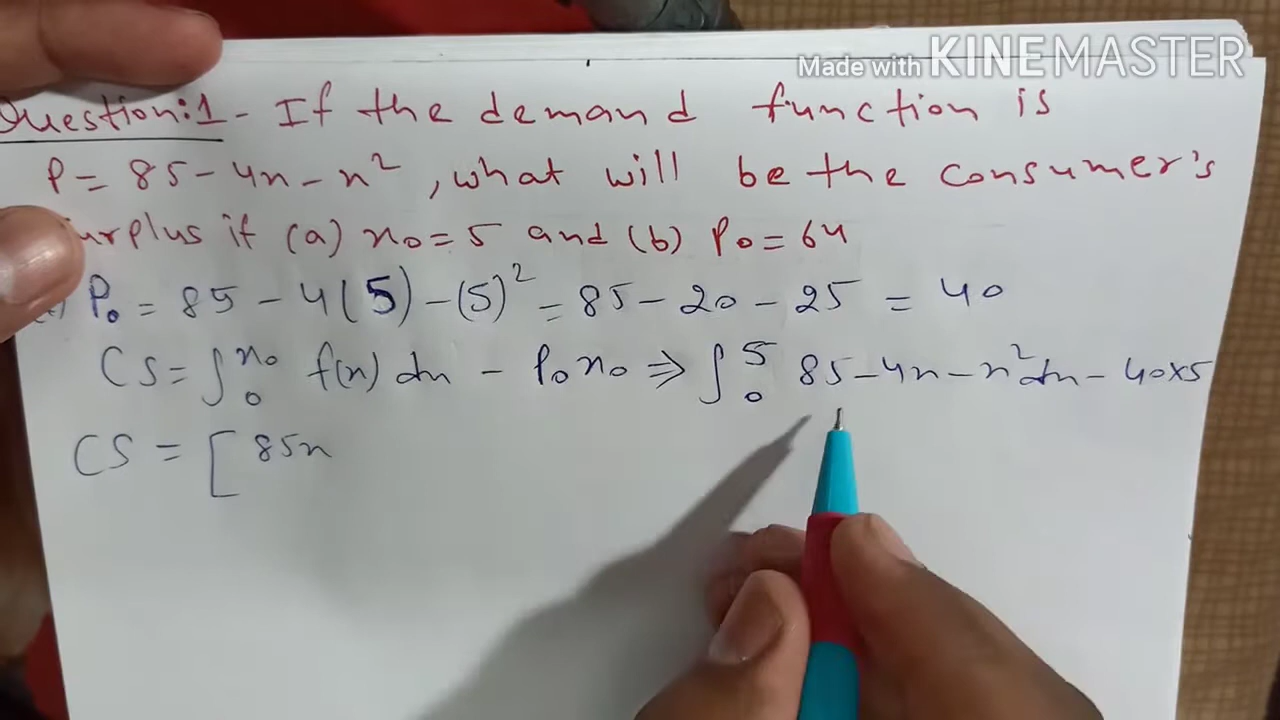 Made with KINEMASTER
Question:1- If the demand function is
P = 85 - 4x - x², what will be the consumer's
surplus if (a) x₀ = 5 and (b) P₀ = 64
P₀ = 85 - 4(5) - (5)² = 85 - 20 - 25 = 40
CS = ∫₀^x₀ f(x) dx - P₀x₀ ⇒ ∫₀^5 85 - 4x - x² dx - 40×5
CS = [ 85x